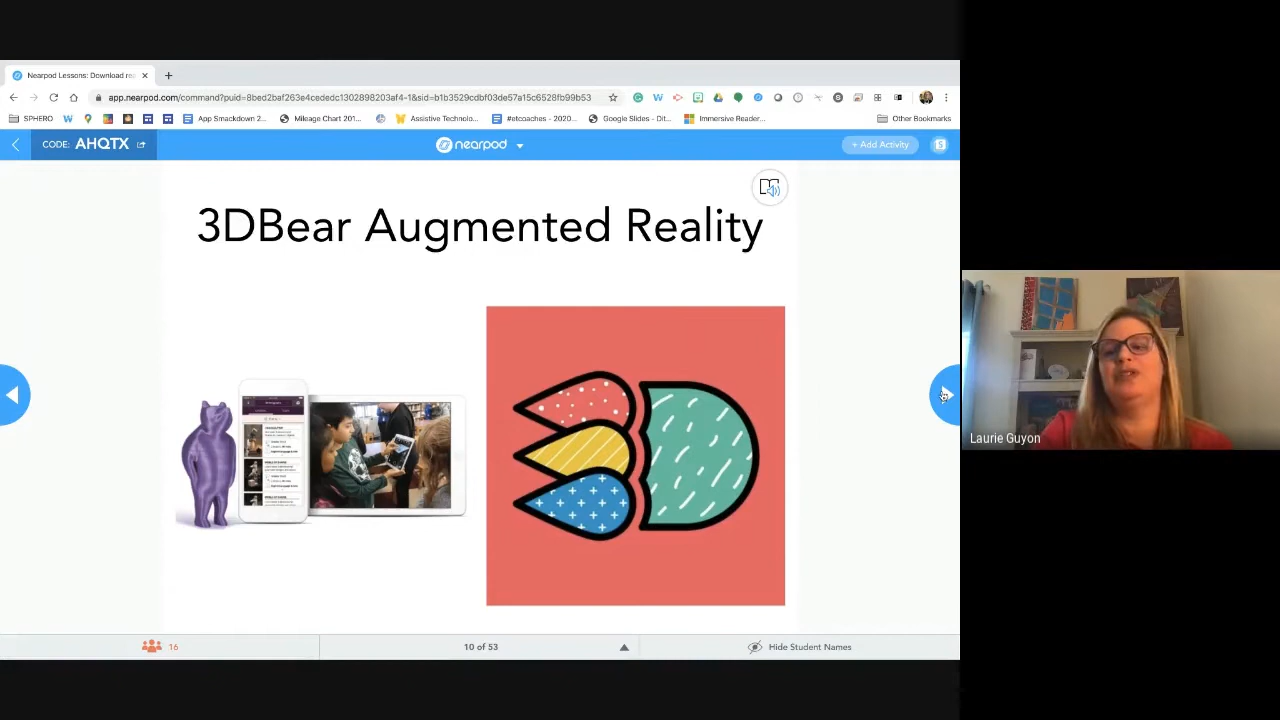 Nearpod Lessons: Download rea
app.nearpod.com/command?puid=8bed2baf263e4cededc1302898203af4-1&sid=b1b3529cdbf03de57a15c6528fb99b53
SPHERO
App Smackdown 2...
Mileage Chart 201...
Assistive Technolo...
#etcoaches - 2020...
Google Slides - Dit...
Immersive Reader...
Other Bookmarks
CODE: AHQTX
nearpod
+ Add Activity
S
3DBear Augmented Reality
Laurie Guyon
16
10 of 53
Hide Student Names